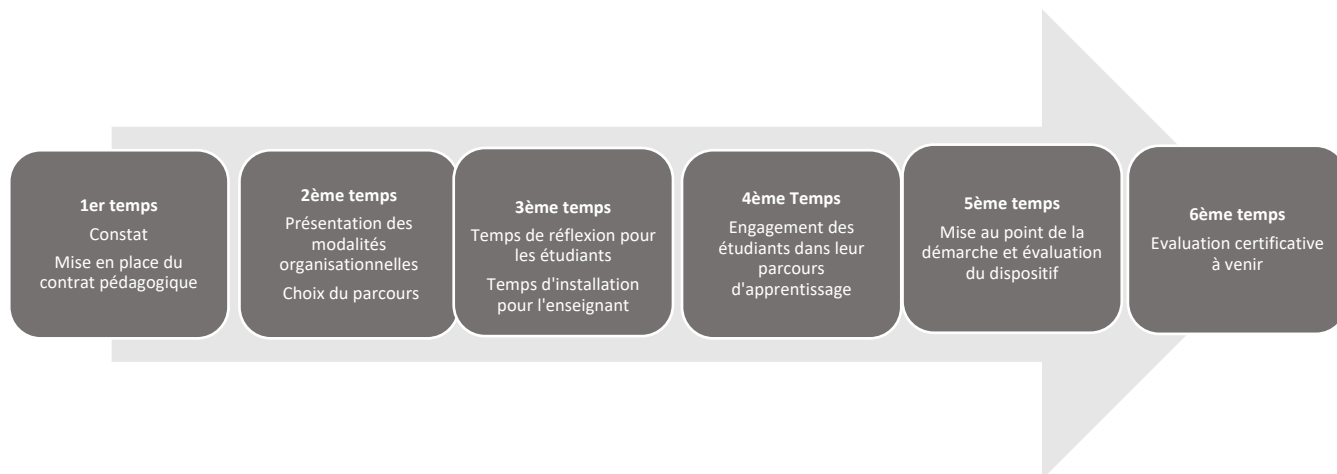 1er temps
Constat
Mise en place du
contrat pédagogique
2ème temps
Présentation des
modalités
organisationnelles
Choix du parcours
3ème temps
Temps de réflexion pour
les étudiants
Temps d'installation
pour l'enseignant
4ème Temps
Engagement des
étudiants dans leur
parcours
d'apprentissage
5ème temps
Mise au point de la
démarche et évaluation
du dispositif
6ème temps
Evaluation certificative
à venir